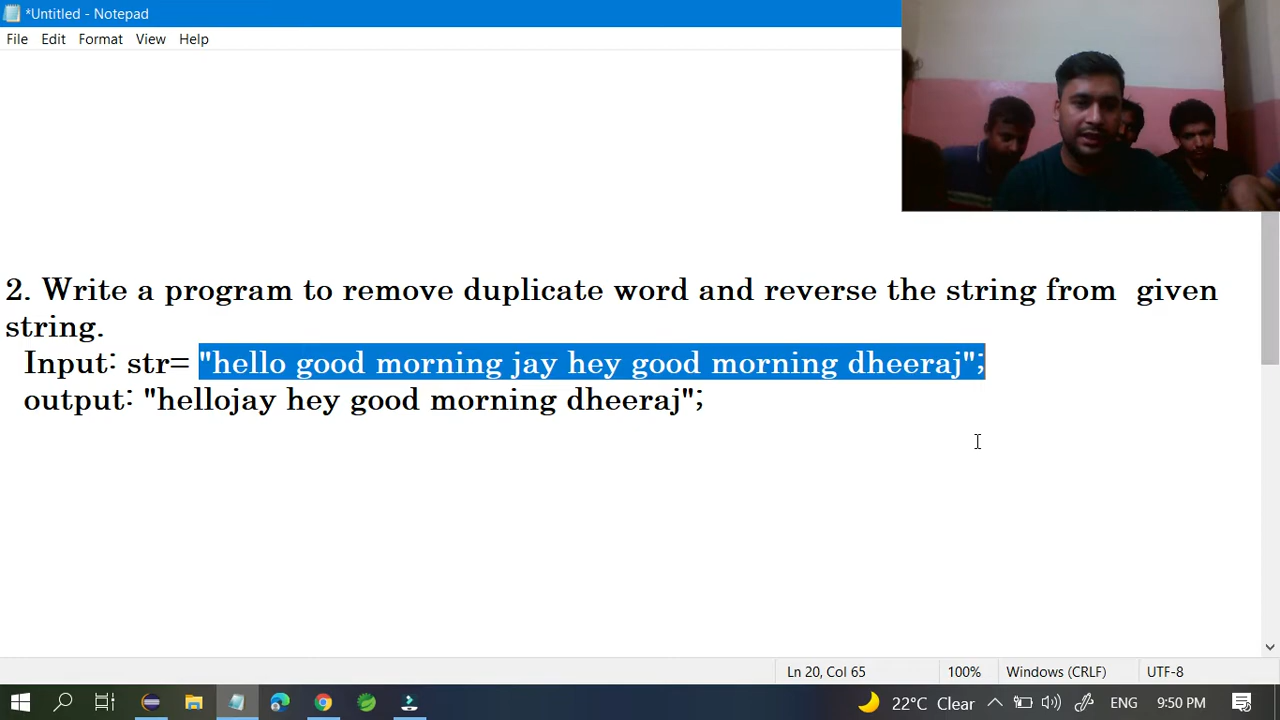 *Untitled - Notepad
File Edit Format View Help
2. Write a program to remove duplicate word and reverse the string from  given
string.
Input: str= "hello good morning jay hey good morning dheeraj";
output: "hellojay hey good morning dheeraj";
Ln 20, Col 65 100% Windows (CRLF) UTF-8
22°C Clear ENG 9:50 PM